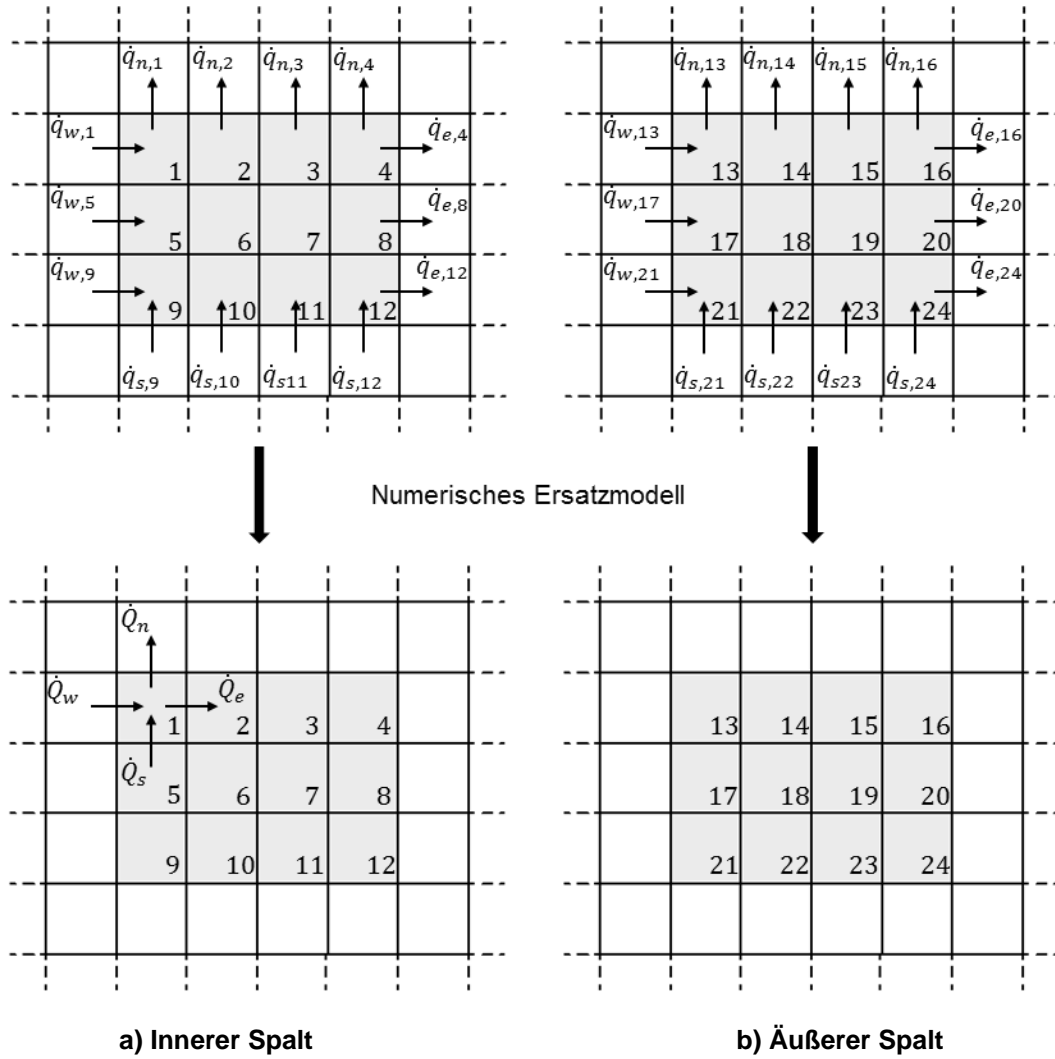 q̇n,1 q̇n,2 q̇n,3 q̇n,4
q̇w,1 q̇e,4
1 2 3 4
q̇w,5 q̇e,8
5 6 7 8
q̇w,9 q̇e,12
9 10 11 12
q̇s,9 q̇s,10 q̇s11 q̇s,12
q̇n,13 q̇n,14 q̇n,15 q̇n,16
q̇w,13 q̇e,16
13 14 15 16
q̇w,17 q̇e,20
17 18 19 20
q̇w,21 q̇e,24
21 22 23 24
q̇s,21 q̇s,22 q̇s23 q̇s,24
Numerisches Ersatzmodell
Q̇n
Q̇w Q̇e
1 2 3 4
Q̇s
5 6 7 8
9 10 11 12
13 14 15 16
17 18 19 20
21 22 23 24
a) Innerer Spalt
b) Äußerer Spalt